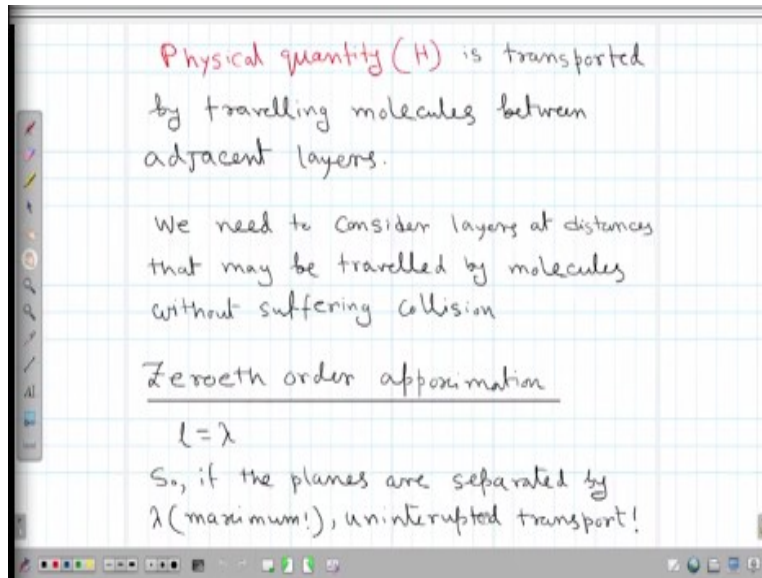 Physical quantity (H) is transported
by travelling molecules between
adjacent layers.
We need to consider layers at distances
that may be travelled by molecules
without suffering collision
Zeroeth order appoximation
l = λ
So, if the planes are separated by
λ (maximum!), uninterupted transport!